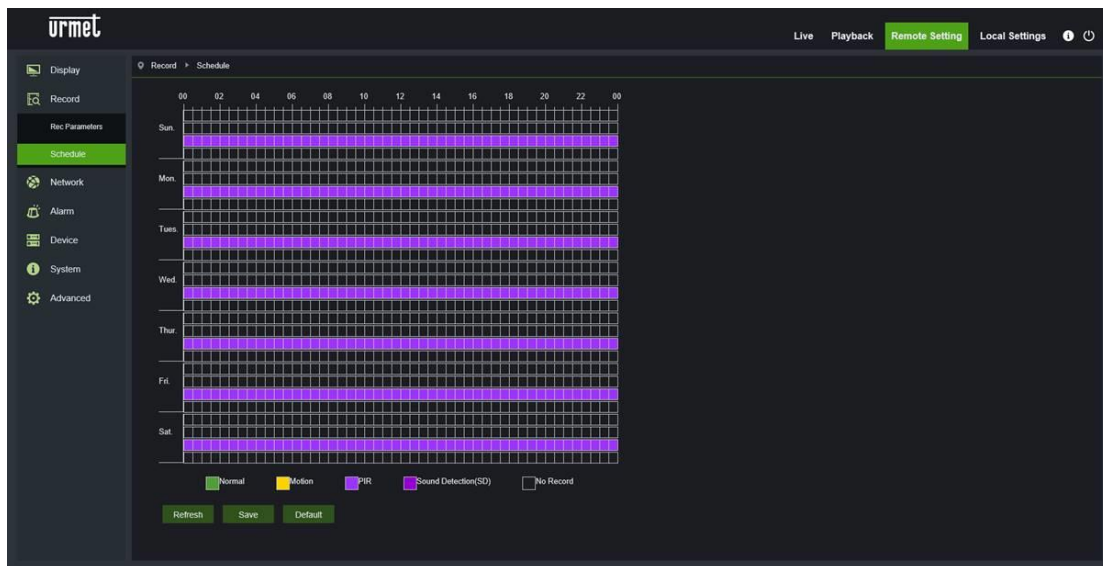 urmet
Live Playback Remote Setting Local Settings
Display
Record
Rec Parameters
Schedule
Network
Alarm
Device
System
Advanced
Record Schedule
00 02 04 06 08 10 12 14 16 18 20 22 00
Sun.
Mon.
Tues.
Wed.
Thur.
Fri.
Sat.
Normal Motion PIR Sound Detection(SD) No Record
Refresh Save Default